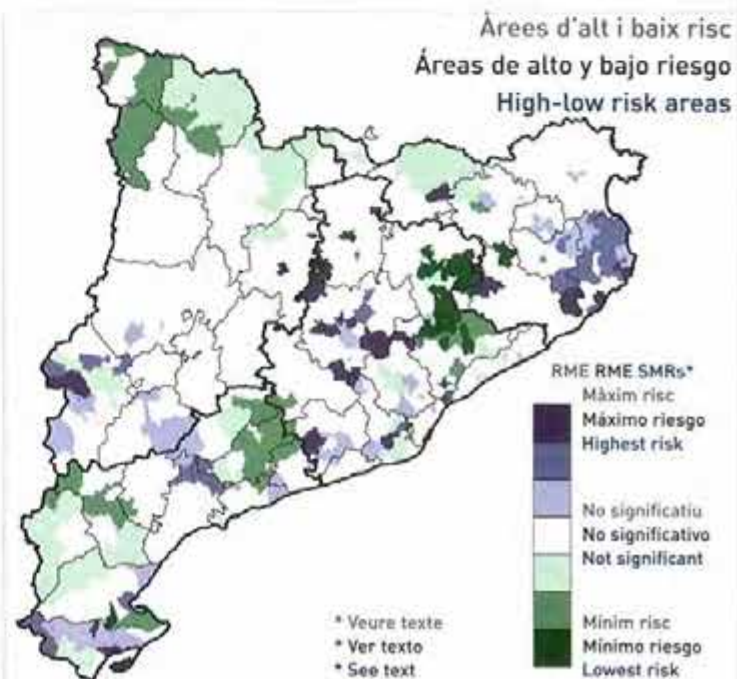 Àrees d'alt i baix risc
Áreas de alto y bajo riesgo
High-low risk areas
RME RME SMRs*
Màxim risc
Máximo riesgo
Highest risk
No significatiu
No significativo
Not significant
Mínim risc
Mínimo riesgo
Lowest risk
* Veure texte
* Ver texto
* See text